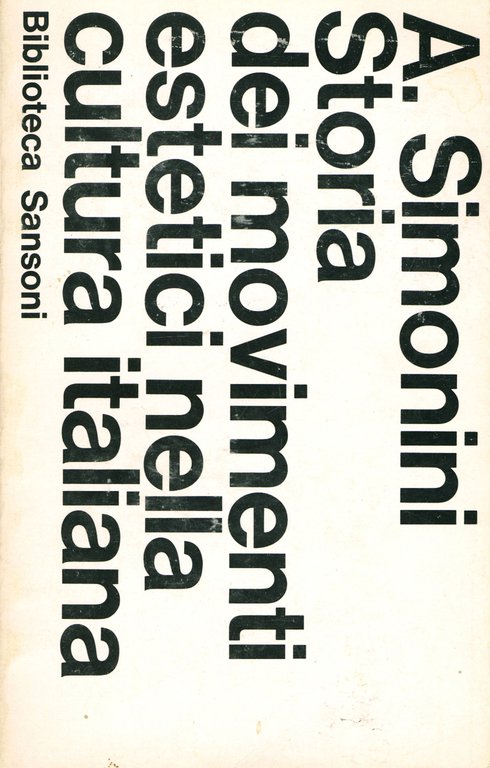 A. Simonini
Storia
dei movimenti
estetici nella
cultura italiana
Biblioteca Sansoni